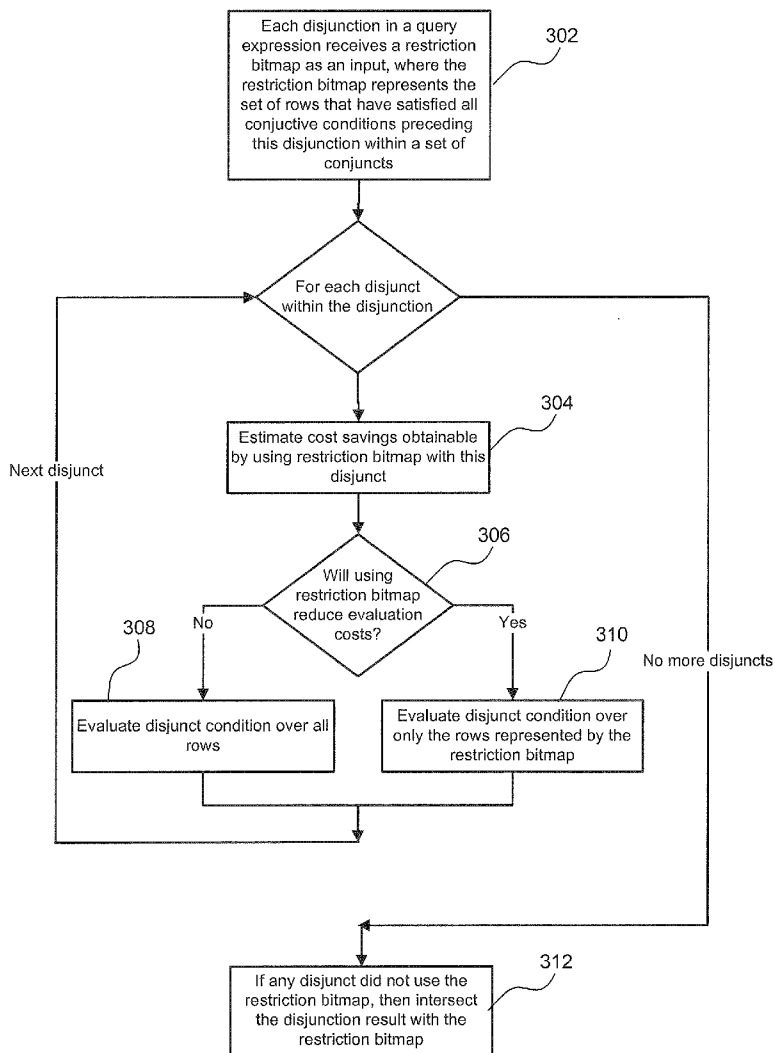 Each disjunction in a query
expression receives a restriction
bitmap as an input, where the
restriction bitmap represents the
set of rows that have satisfied all
conjuctive conditions preceding
this disjunction within a set of
conjuncts
302
For each disjunct
within the disjunction
304
Estimate cost savings obtainable
by using restriction bitmap with this
disjunct
Next disjunct
306
Will using
restriction bitmap
reduce evaluation
costs?
No
Yes
308
310
No more disjuncts
Evaluate disjunct condition over all
rows
Evaluate disjunct condition over
only the rows represented by the
restriction bitmap
312
If any disjunct did not use the
restriction bitmap, then intersect
the disjunction result with the
restriction bitmap